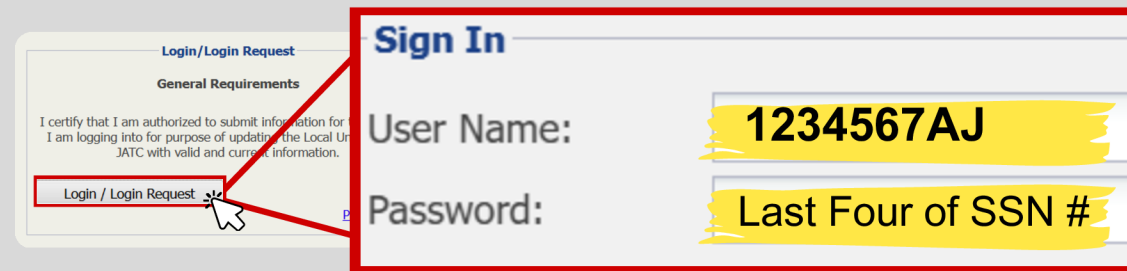 Login/Login Request
General Requirements
I certify that I am authorized to submit information for
I am logging into for purpose of updating the Local Un
JATC with valid and current information.
Login / Login Request
P
Sign In
User Name:
1234567AJ
Password:
Last Four of SSN #